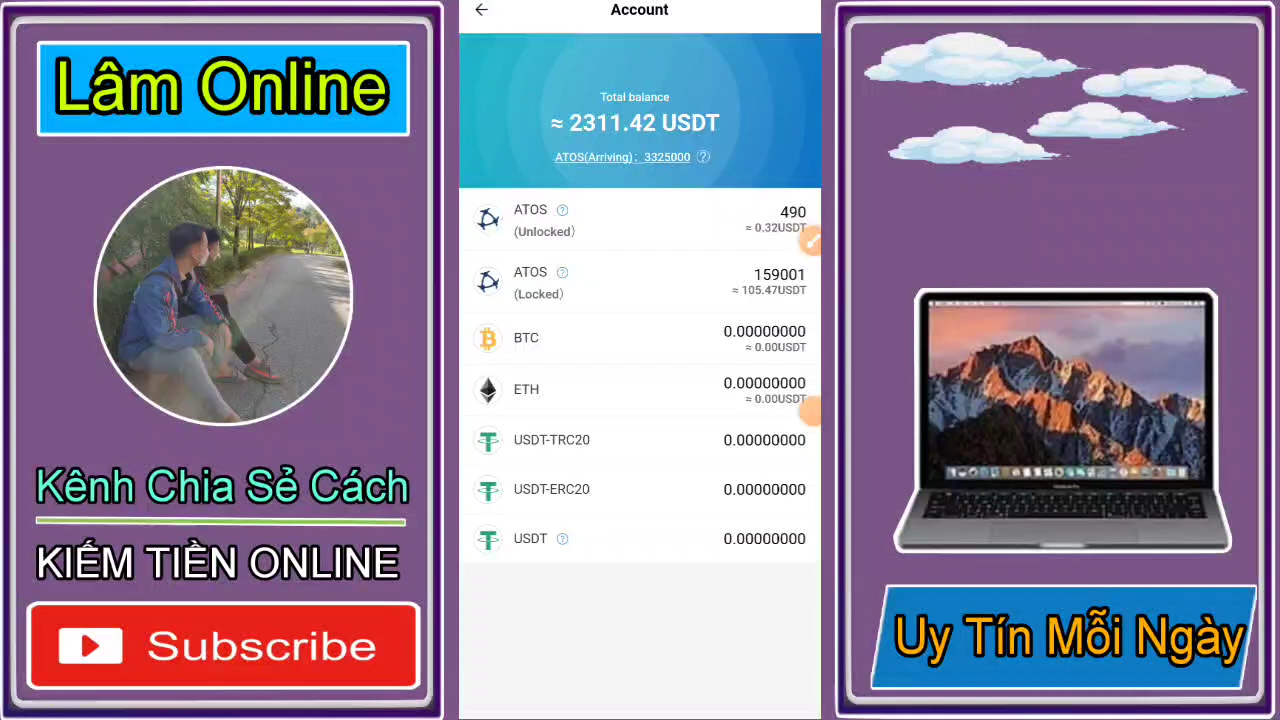 Lâm Online
Kênh Chia Sẻ Cách
KIẾM TIỀN ONLINE
Subscribe
Account
Total balance
≈ 2311.42 USDT
ATOS(Arriving): 3325000 ?
ATOS ? 490
(Unlocked) ≈ 0.32USDT
ATOS ? 159001
(Locked) ≈ 105.47USDT
BTC 0.00000000
≈ 0.00USDT
ETH 0.00000000
≈ 0.00USDT
USDT-TRC20 0.00000000
USDT-ERC20 0.00000000
USDT ? 0.00000000
Uy Tín Mỗi Ngày